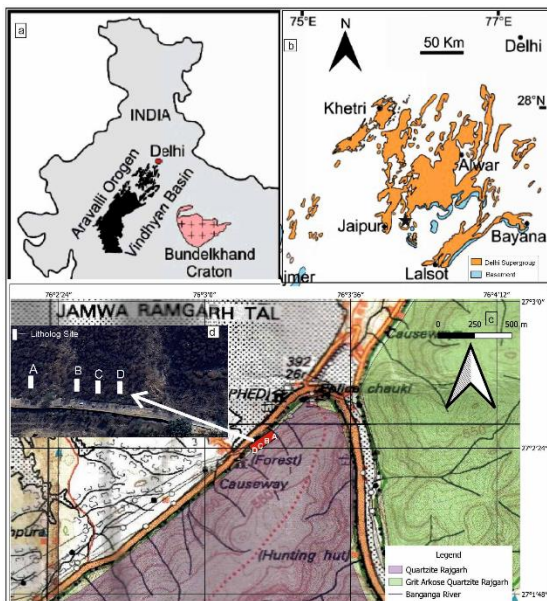 a
INDIA
Delhi
Aravalli Orogen
Vindhyan Basin
Bundelkhand
Craton
b
75°E
77°E
N
50 Km
Delhi
28°N
Khetri
Alwar
Jaipur
Bayana
Lalsot
jmer
Delhi Supergroup
Basement
76°2'24"
76°3'0"
76°3'36"
76°4'12"
JAMWA RĀMGARH TĀL
27°3'0"
c
0 250 500 m
Causeway
392
chauki
d
Litholog Site
A B C D
D C B A
(Forest)
Causeway
27°2'24"
(Hunting hut)
Legend
Quartzite Rajgarh
Grit Arkose Quartzite Rajgarh
Banganga River
27°1'48"